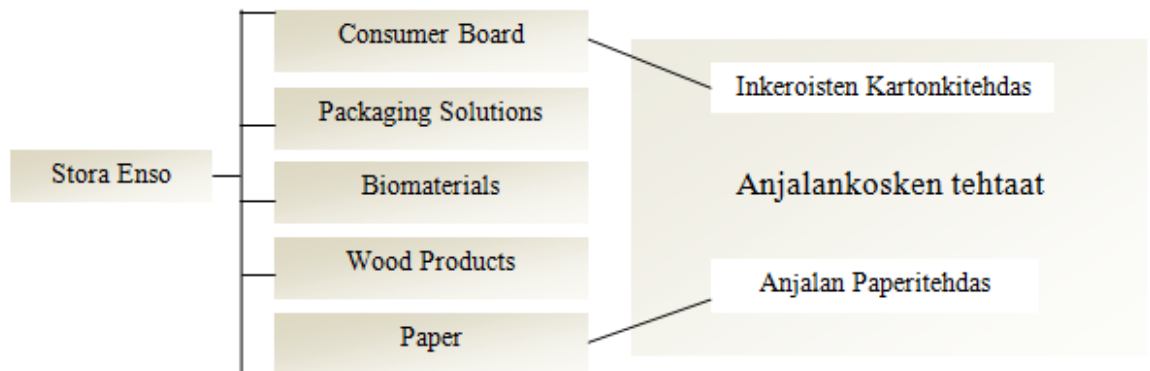 Stora Enso
Consumer Board
Packaging Solutions
Biomaterials
Wood Products
Paper
Inkeroisten Kartonkitehdas
Anjalankosken tehtaat
Anjalan Paperitehdas